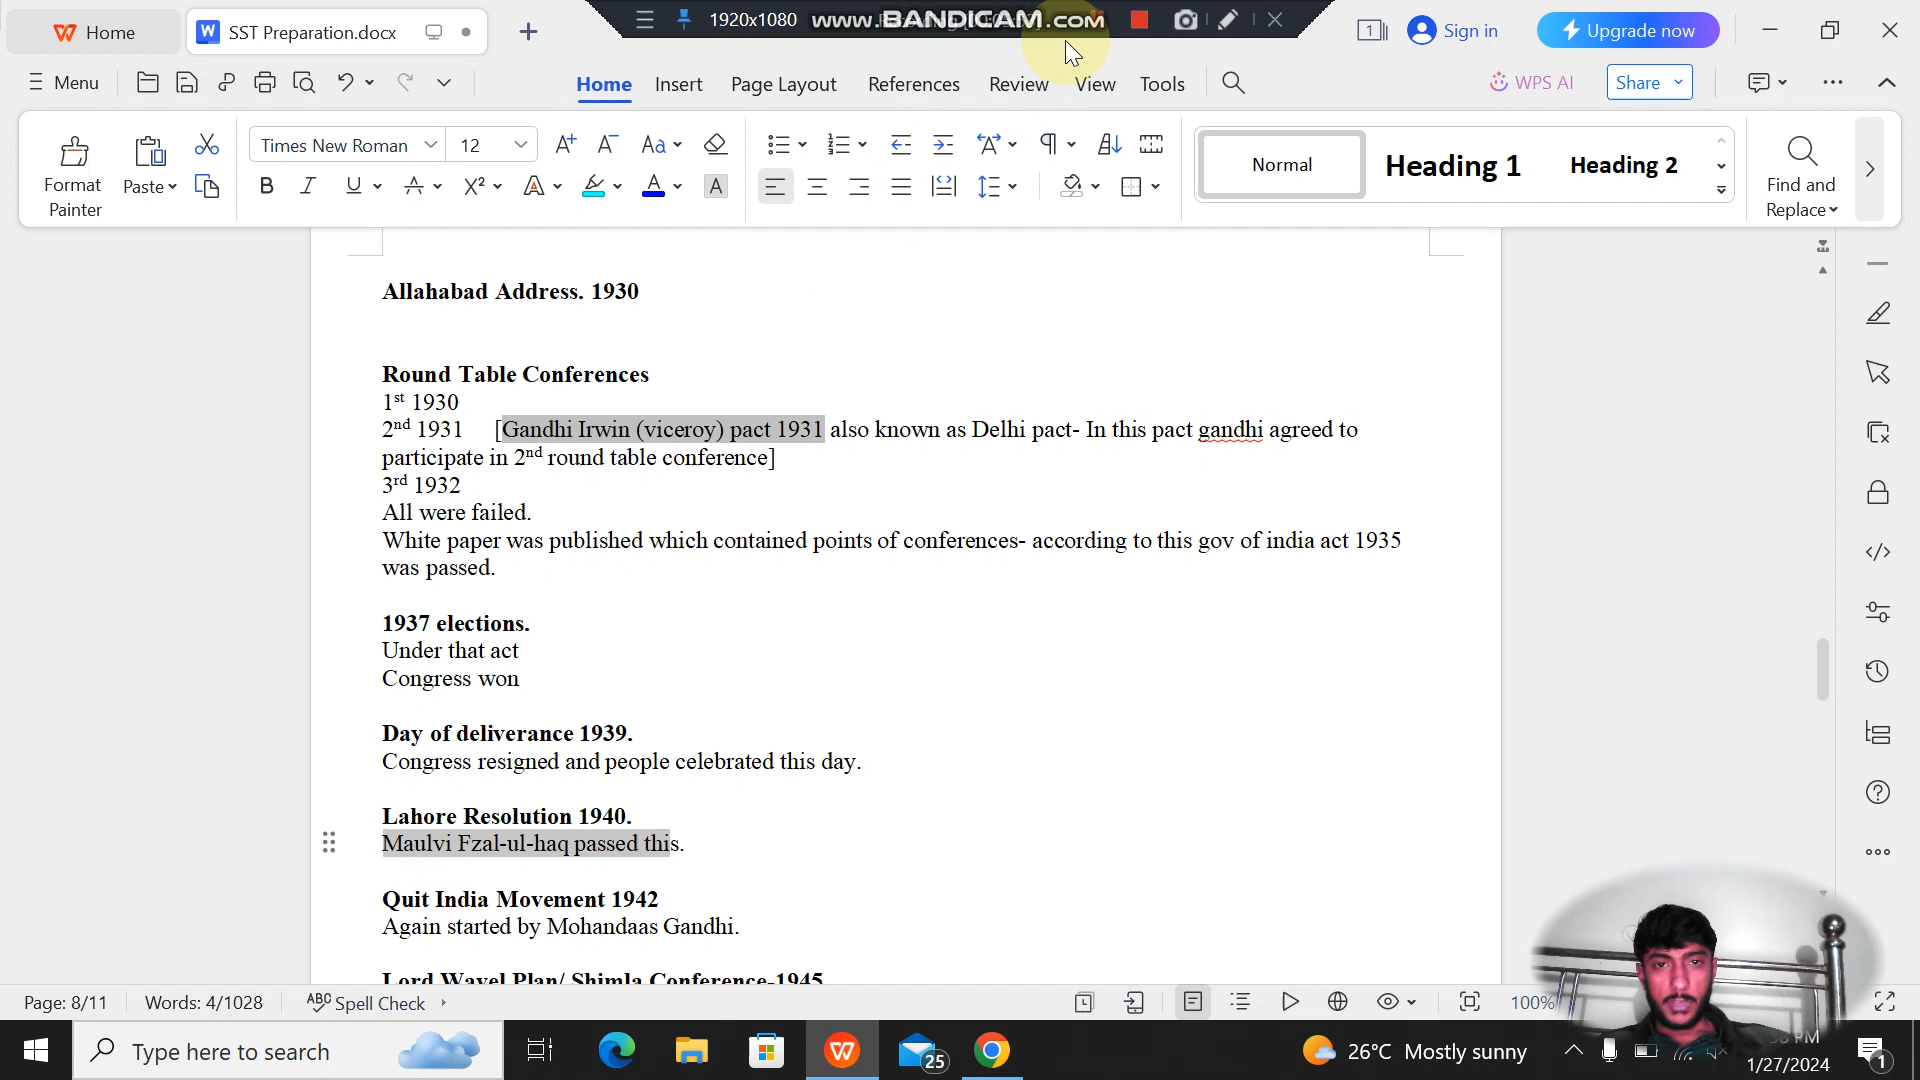 Home
SST Preparation.docx
1920x1080
www.BANDICAM.com
1
Sign in
Upgrade now
Menu
Home
Insert
Page Layout
References
Review
View
Tools
WPS AI
Share
Format
Painter
Paste
Times New Roman
12
Normal
Heading 1
Heading 2
Find and
Replace
Allahabad Address. 1930
Round Table Conferences
1st 1930
2nd 1931 [Gandhi Irwin (viceroy) pact 1931 also known as Delhi pact- In this pact gandhi agreed to
participate in 2nd round table conference]
3rd 1932
All were failed.
White paper was published which contained points of conferences- according to this gov of india act 1935
was passed.
1937 elections.
Under that act
Congress won
Day of deliverance 1939.
Congress resigned and people celebrated this day.
Lahore Resolution 1940.
Maulvi Fzal-ul-haq passed this.
Quit India Movement 1942
Again started by Mohandaas Gandhi.
Lord Wavel Plan/ Shimla Conference-1945
Page: 8/11
Words: 4/1028
Spell Check
100%
Type here to search
25
26°C Mostly sunny
PM
1/27/2024
1